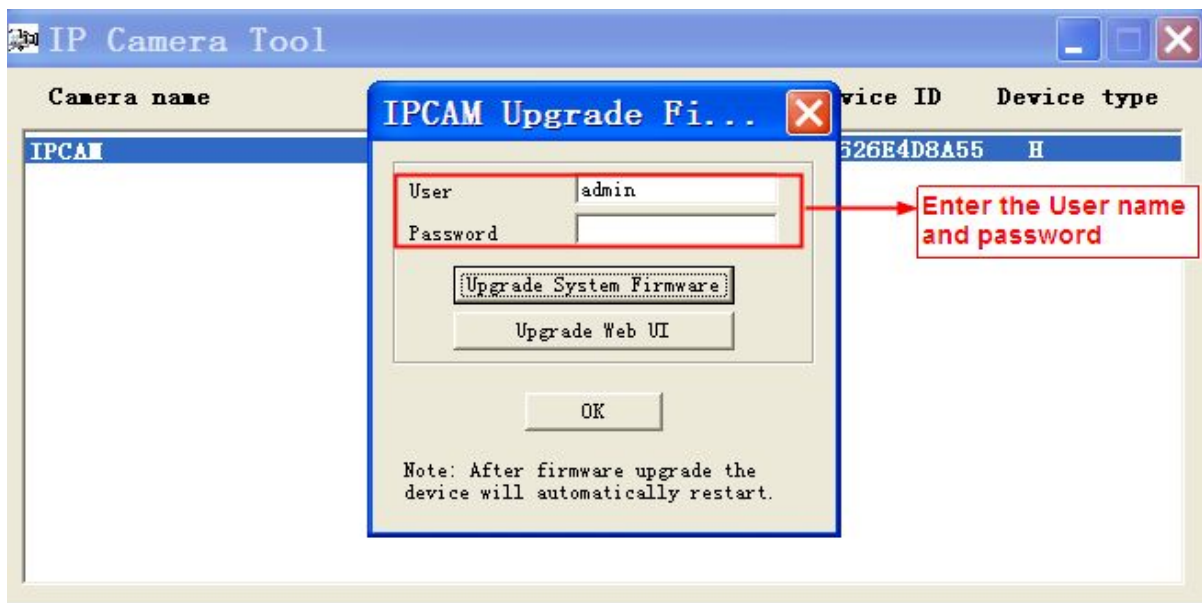 IP Camera Tool
Camera name
vice ID
Device type
IPCAM Upgrade Fi...
IPCAM
526E4D8A55
H
User
admin
Enter the User name
and password
Password
Upgrade System Firmware
Upgrade Web UI
OK
Note: After firmware upgrade the
device will automatically restart.